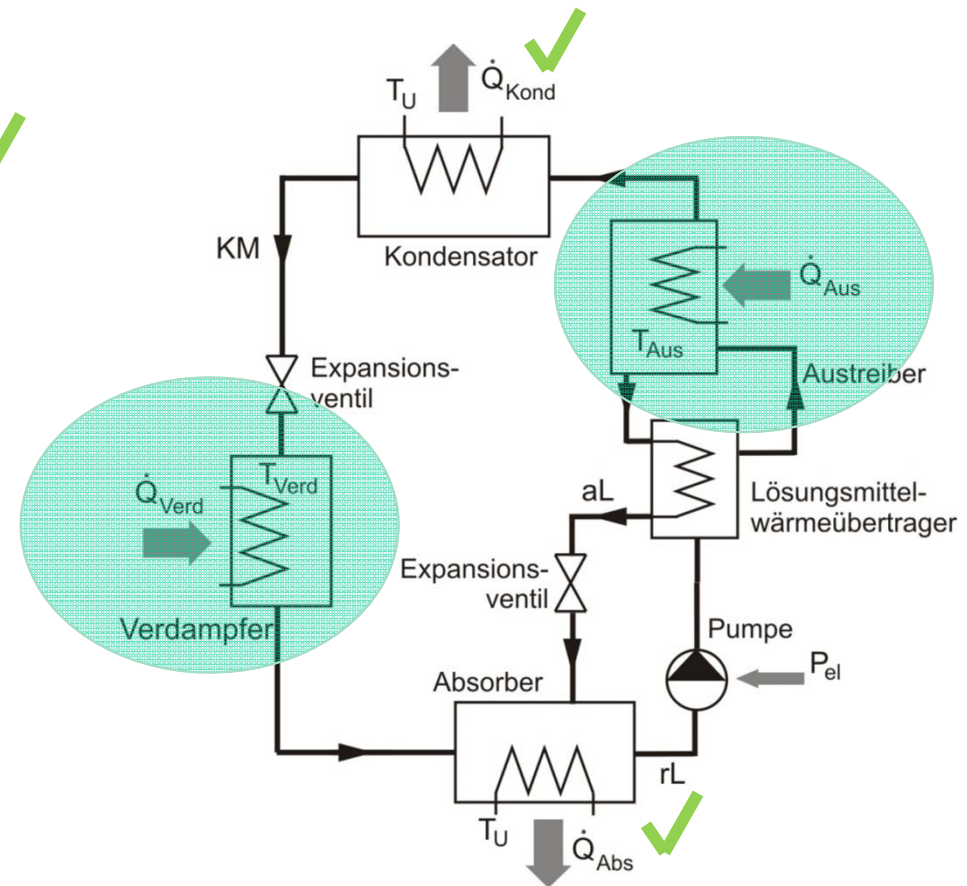 T_U
Q̇_Kond
Kondensator
KM
Q̇_Aus
T_Aus
Austreiber
Expansions-
ventil
T_Verd
Q̇_Verd
Verdampfer
aL
Lösungsmittel-
wärmeübertrager
Expansions-
ventil
Pumpe
P_el
Absorber
rL
T_U
Q̇_Abs